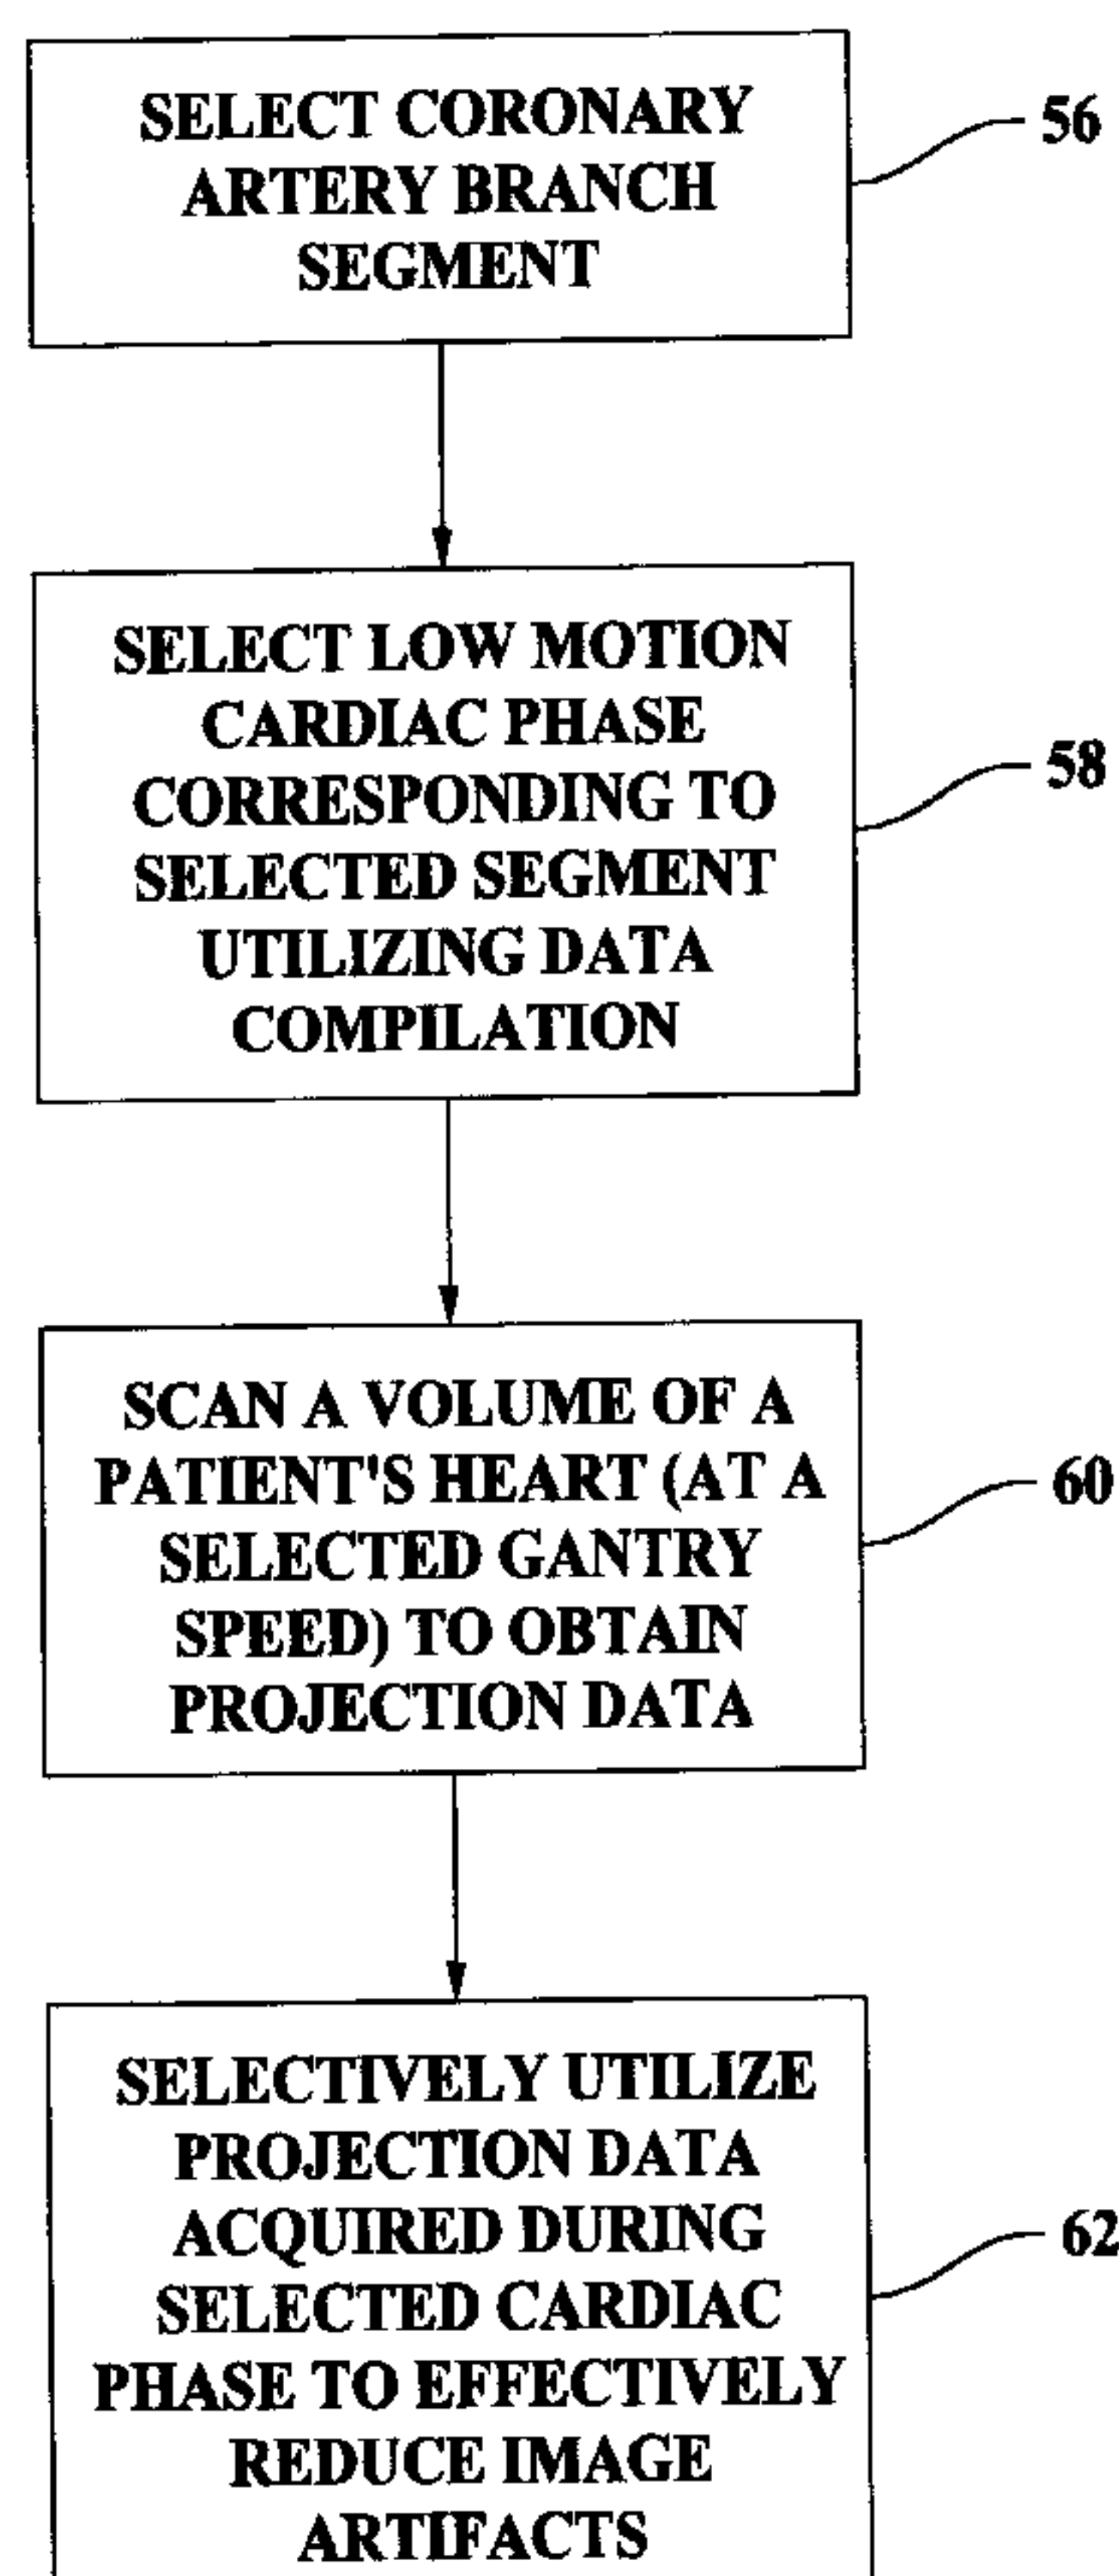 SELECT CORONARY
ARTERY BRANCH
SEGMENT
56
SELECT LOW MOTION
CARDIAC PHASE
CORRESPONDING TO
SELECTED SEGMENT
UTILIZING DATA
COMPILATION
58
SCAN A VOLUME OF A
PATIENT'S HEART (AT A
SELECTED GANTRY
SPEED) TO OBTAIN
PROJECTION DATA
60
SELECTIVELY UTILIZE
PROJECTION DATA
ACQUIRED DURING
SELECTED CARDIAC
PHASE TO EFFECTIVELY
REDUCE IMAGE
ARTIFACTS
62